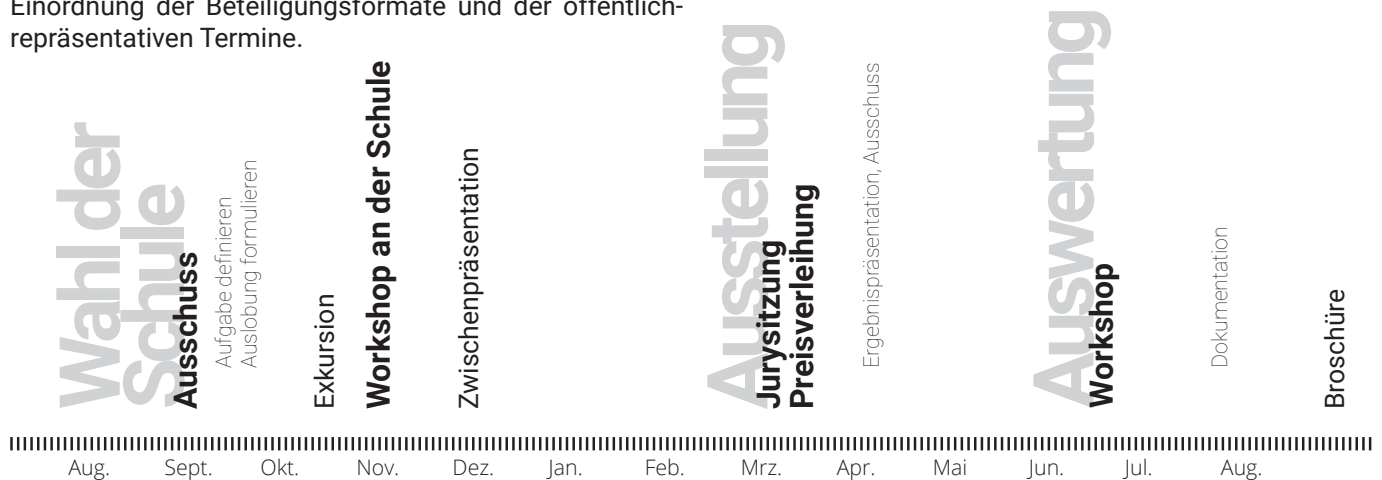 Einordnung der Beteiligungsformate und der öffentlich-
repräsentativen Termine.
Wahl der
Schule
Ausschuss
Aufgabe definieren
Auslobung formulieren
Exkursion
Workshop an der Schule
Zwischenpräsentation
Ausstellung
Jurysitzung
Preisverleihung
Ergebnispräsentation, Ausschuss
Auswertung
Workshop
Dokumentation
Broschüre
Aug. Sept. Okt. Nov. Dez. Jan. Feb. Mrz. Apr. Mai Jun. Jul. Aug.